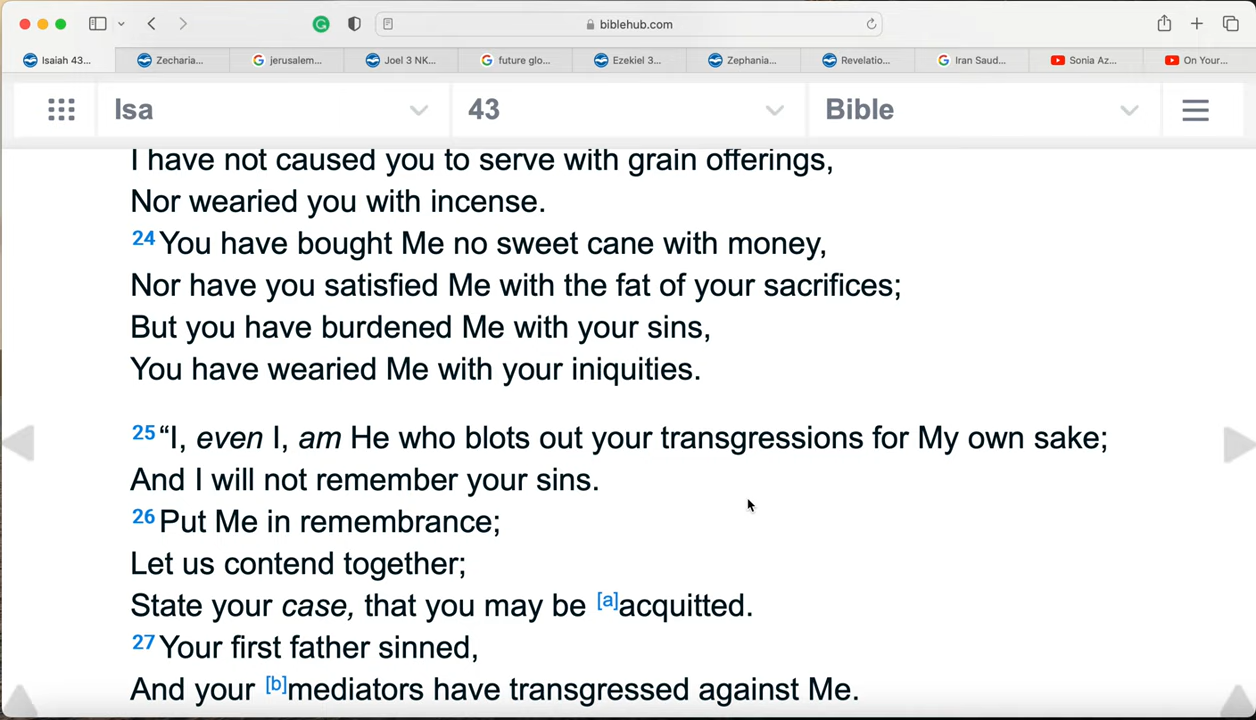 biblehub.com
Isaiah 43...
Zecharia...
jerusalem...
Joel 3 NK...
future glo...
Ezekiel 3...
Zephania...
Revelatio...
Iran Saud...
Sonia Az...
On Your...
Isa
43
Bible
I have not caused you to serve with grain offerings,
Nor wearied you with incense.
24 You have bought Me no sweet cane with money,
Nor have you satisfied Me with the fat of your sacrifices;
But you have burdened Me with your sins,
You have wearied Me with your iniquities.
25 “I, even I, am He who blots out your transgressions for My own sake;
And I will not remember your sins.
26 Put Me in remembrance;
Let us contend together;
State your case, that you may be [a]acquitted.
27 Your first father sinned,
And your [b]mediators have transgressed against Me.